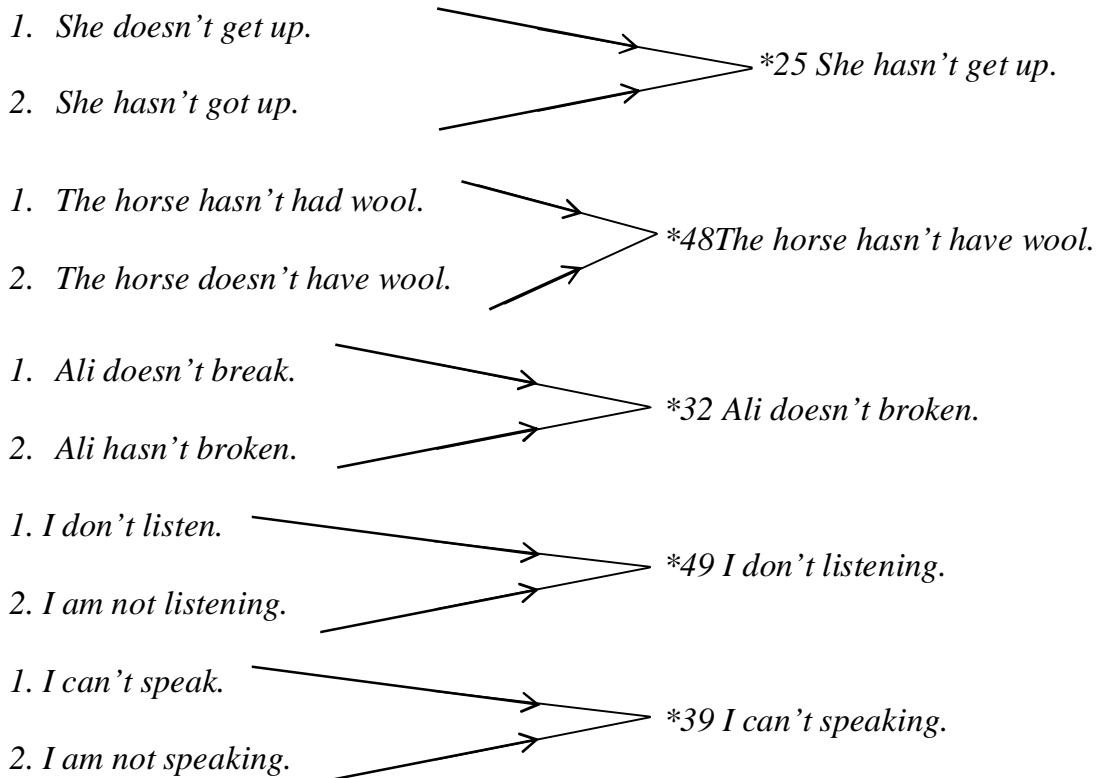 1. She doesn't get up.
*25 She hasn't get up.
2. She hasn't got up.
1. The horse hasn't had wool.
*48The horse hasn't have wool.
2. The horse doesn't have wool.
1. Ali doesn't break.
*32 Ali doesn't broken.
2. Ali hasn't broken.
1. I don't listen.
*49 I don't listening.
2. I am not listening.
1. I can't speak.
*39 I can't speaking.
2. I am not speaking.